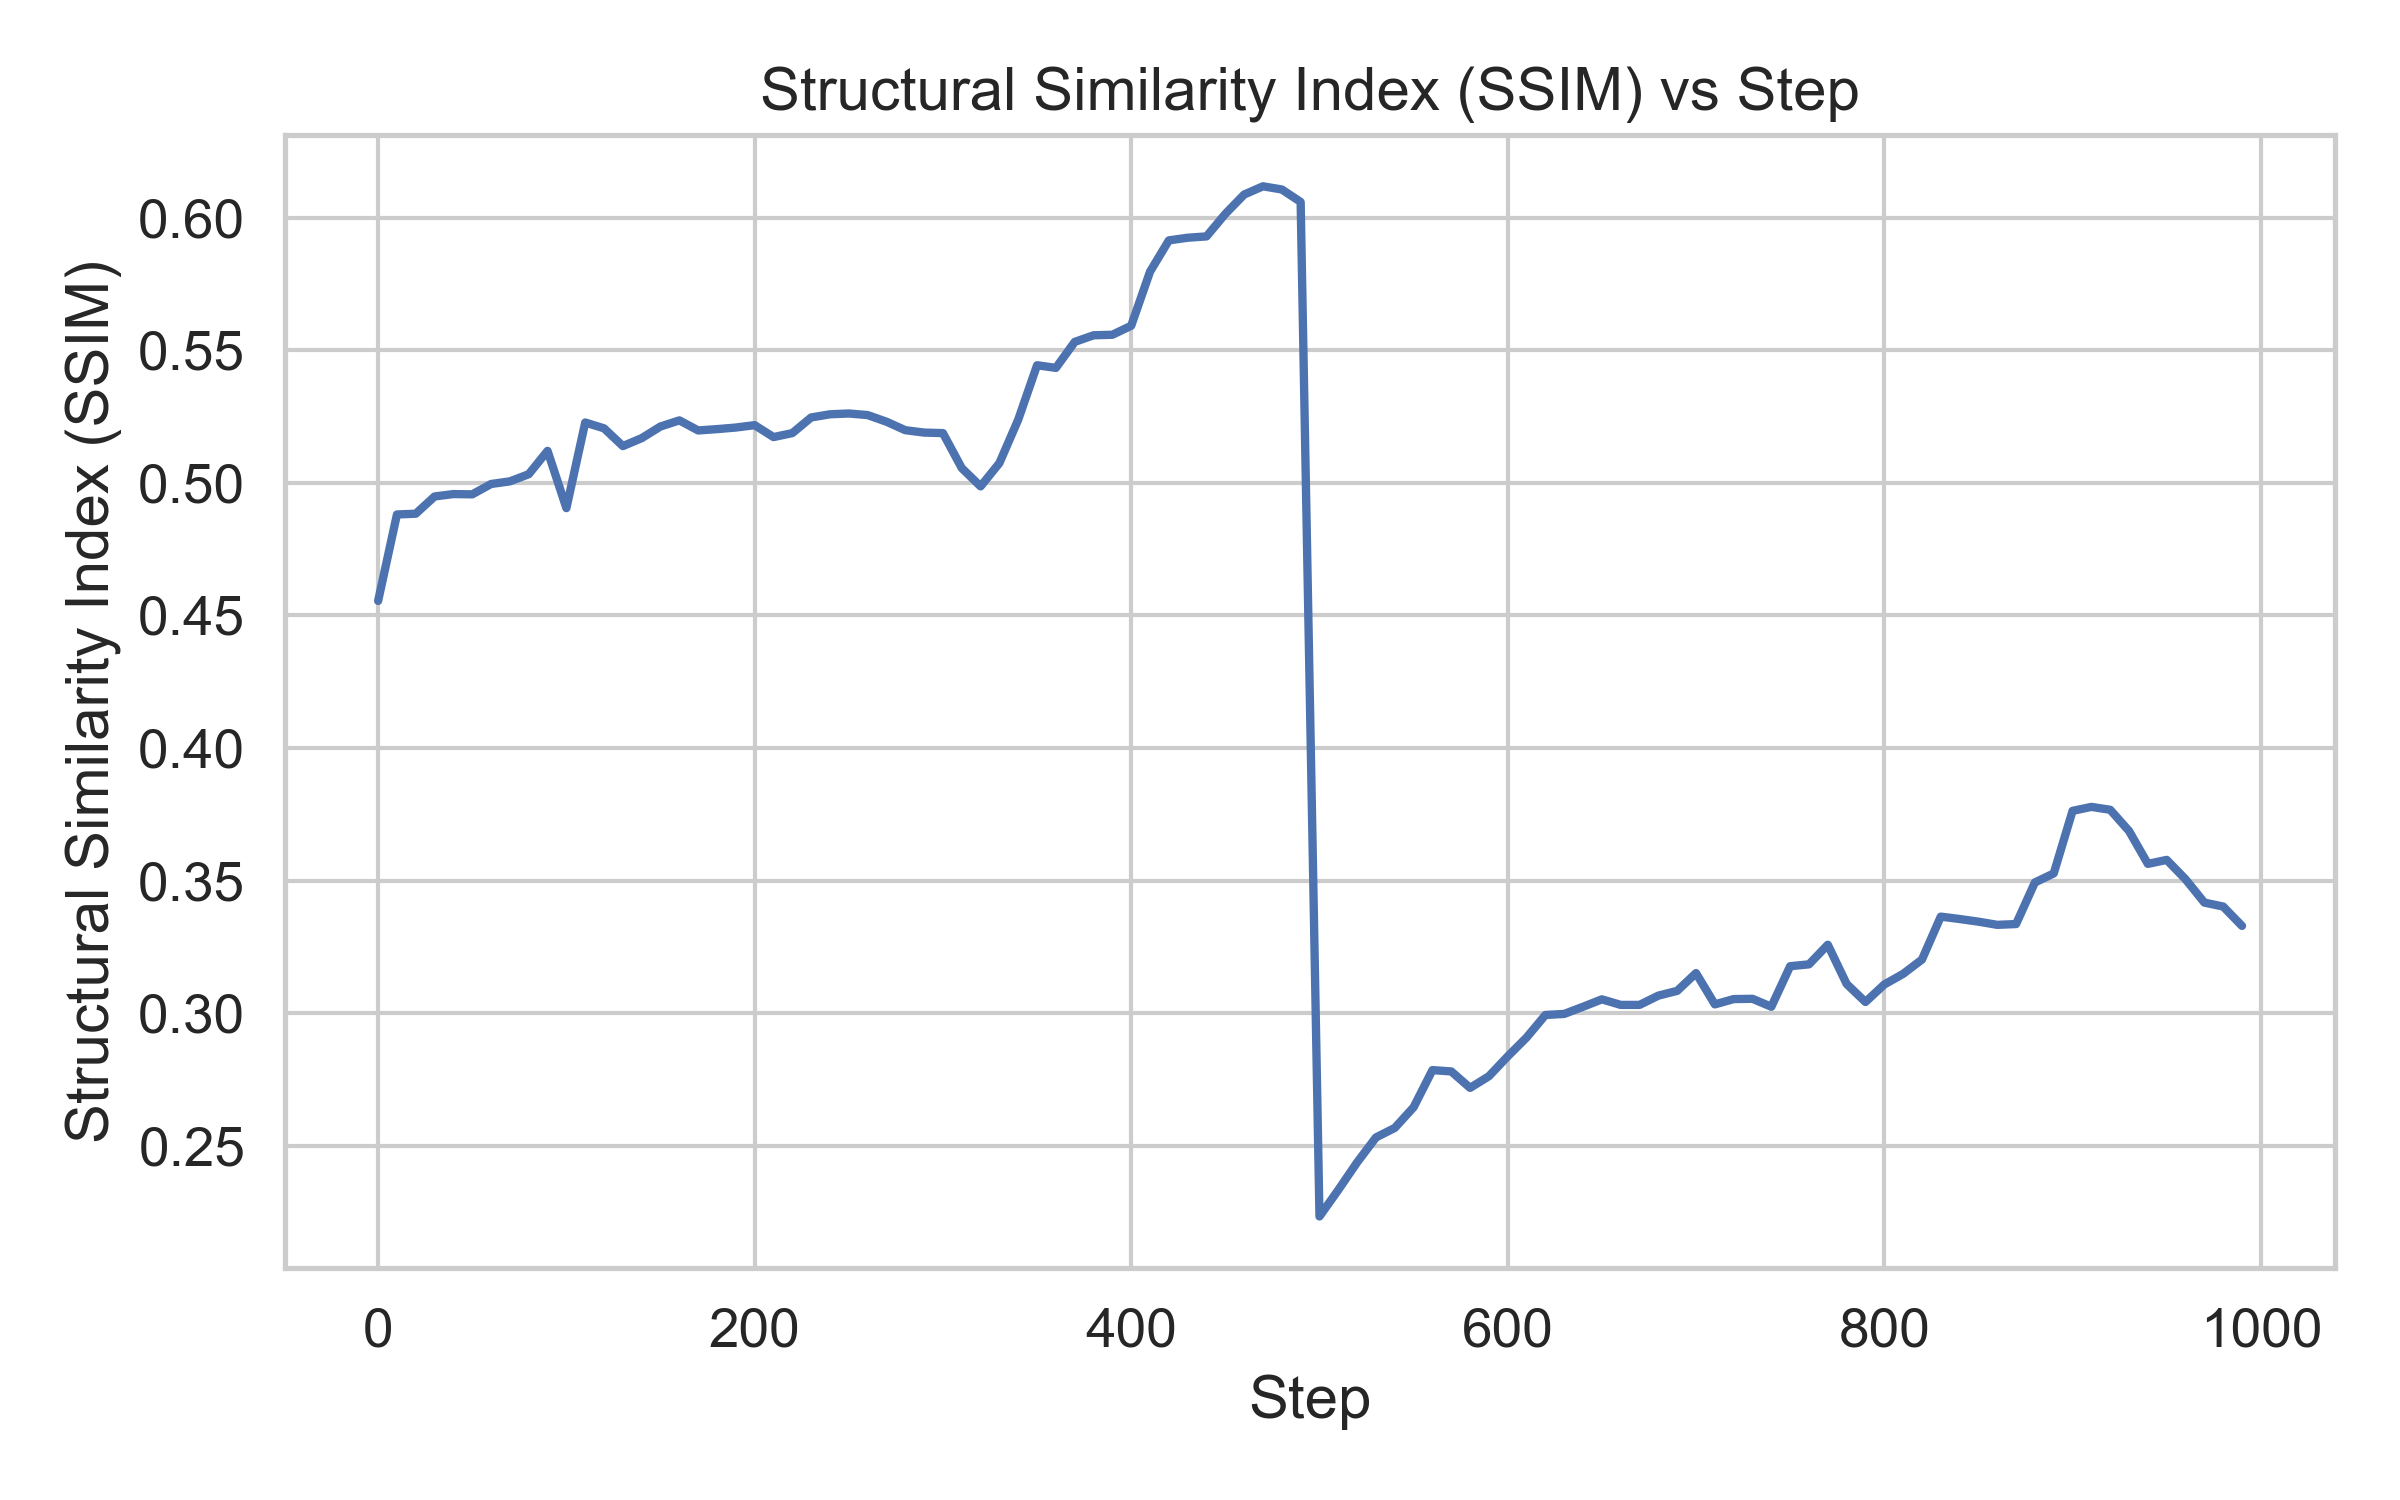 Structural Similarity Index (SSIM) vs Step
Structural Similarity Index (SSIM)
0.60
0.55
0.50
0.45
0.40
0.35
0.30
0.25
0 200 400 600 800 1000
Step